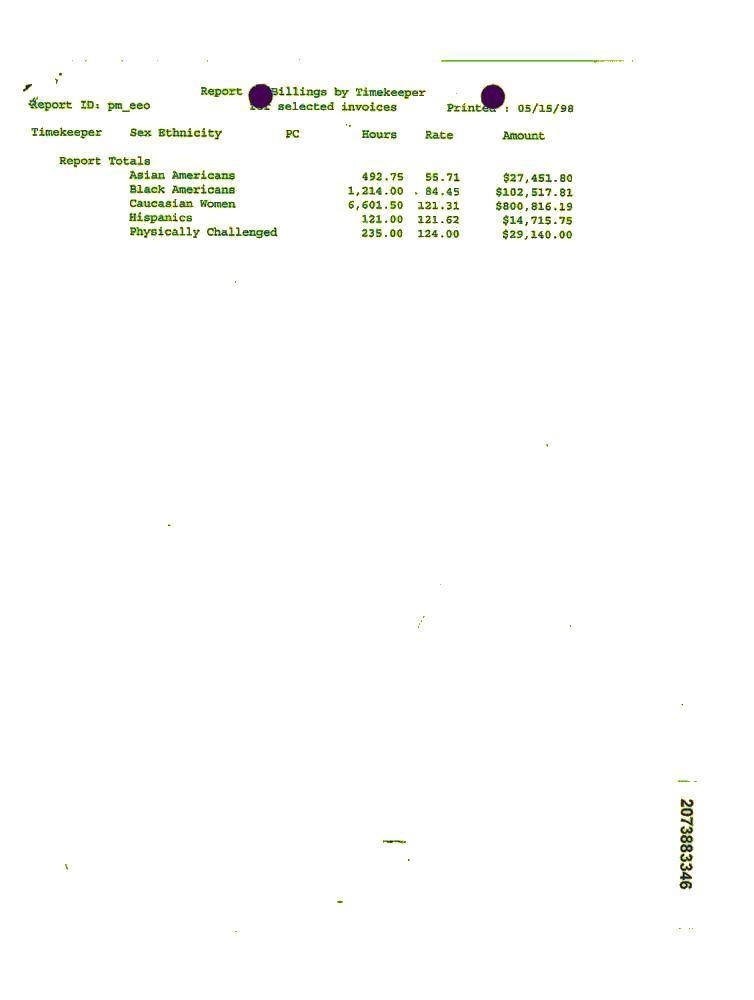 Report Billings by Timekeeper
Report ID: pm_eeo selected invoices Printed : 05/15/98
Timekeeper Sex Ethnicity PC Hours Rate Amount
Report Totals
Asian Americans 492.75 55.71 $27,451.80
Black Americans 1,214.00 84.45 $102,517.81
Caucasian Women 6,601.50 121.31 $800,816.19
Hispanics 121.00 121.62 $14,715.75
Physically Challenged 235.00 124.00 $29,140.00
2073883346